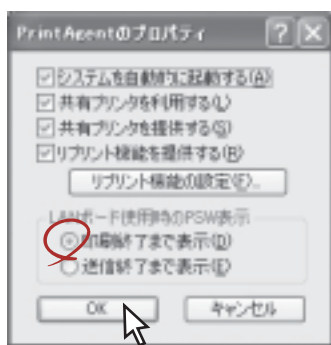 PrintAgentのプロパティ
システムを自動的に起動する(A)
共有プリンタを利用する(L)
共有プリンタを提供する(S)
リプリント機能を提供する(R)
リプリント機能の設定(E)...
LANボード使用時のPSW表示
印刷終了まで表示(D)
送信終了まで表示(E)
OK
キャンセル